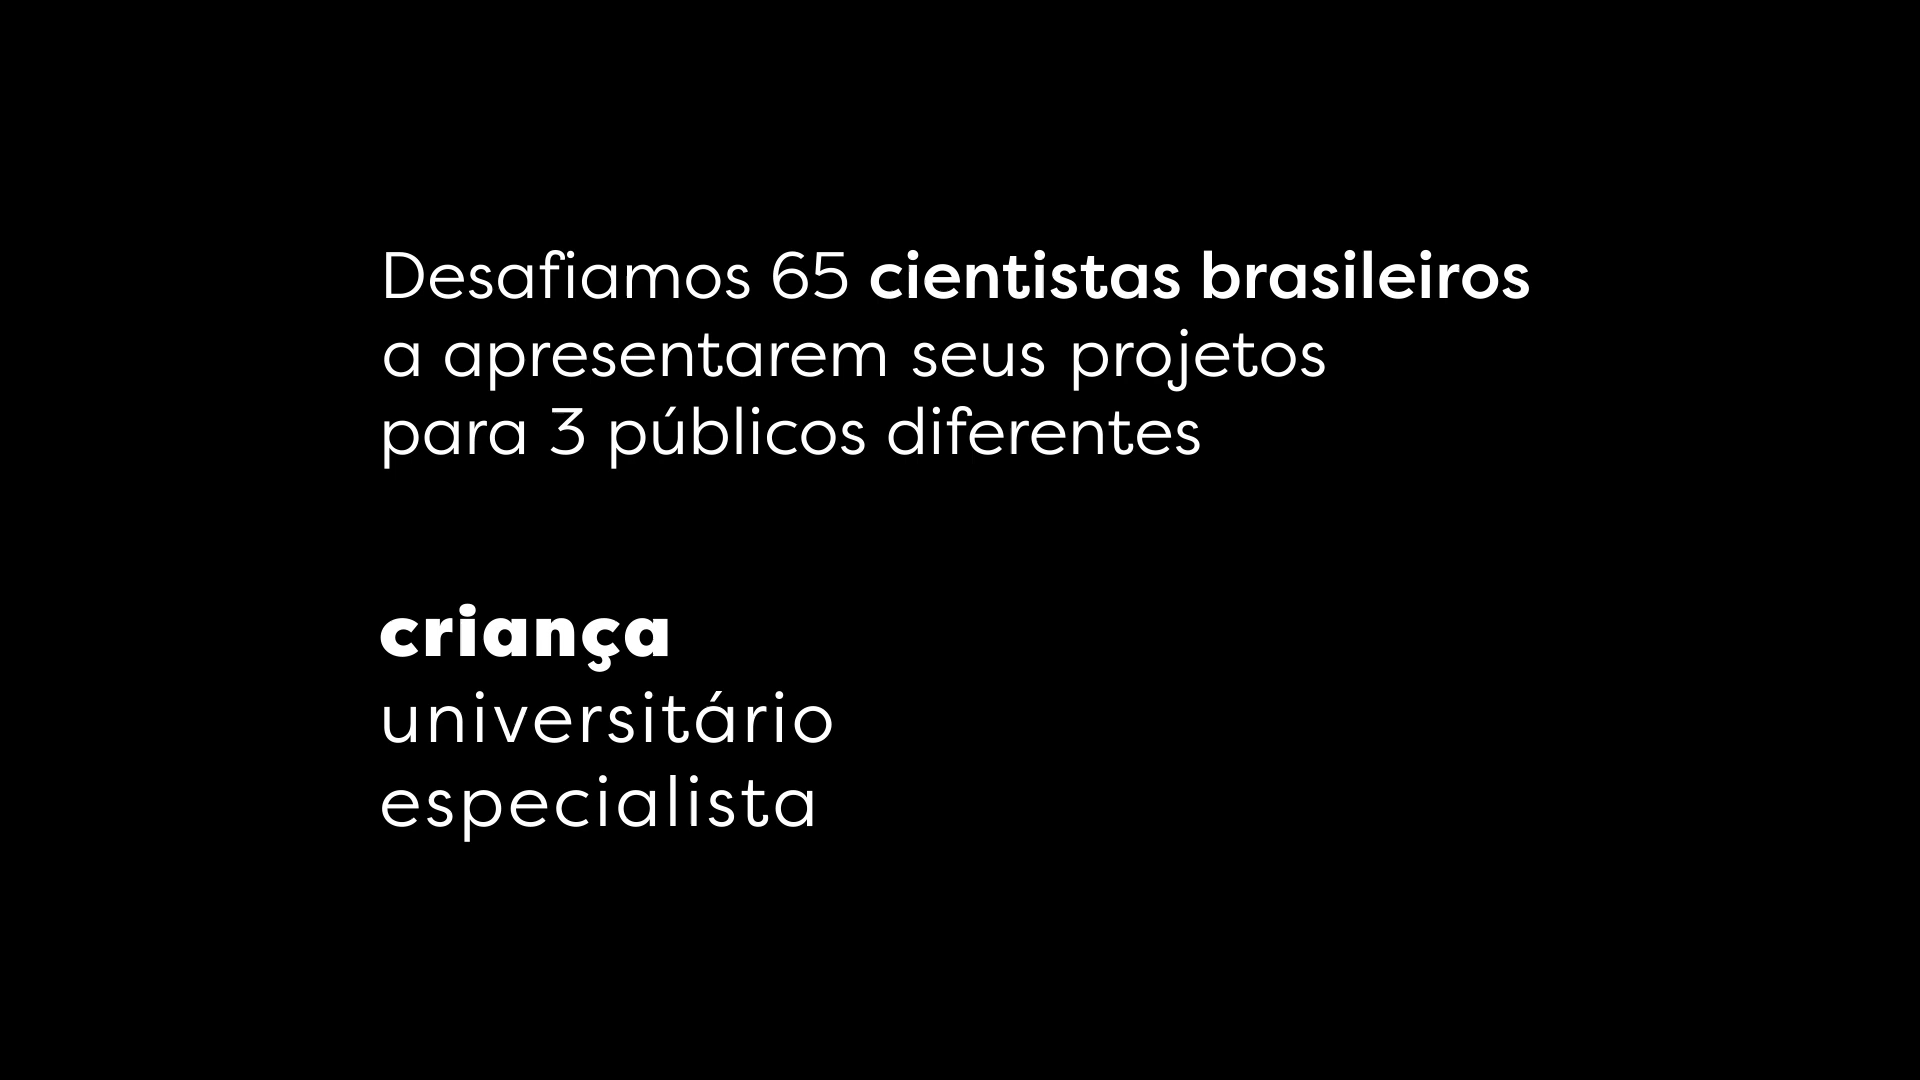 Desafiamos 65 cientistas brasileiros
a apresentarem seus projetos
para 3 públicos diferentes
criança
universitário
especialista